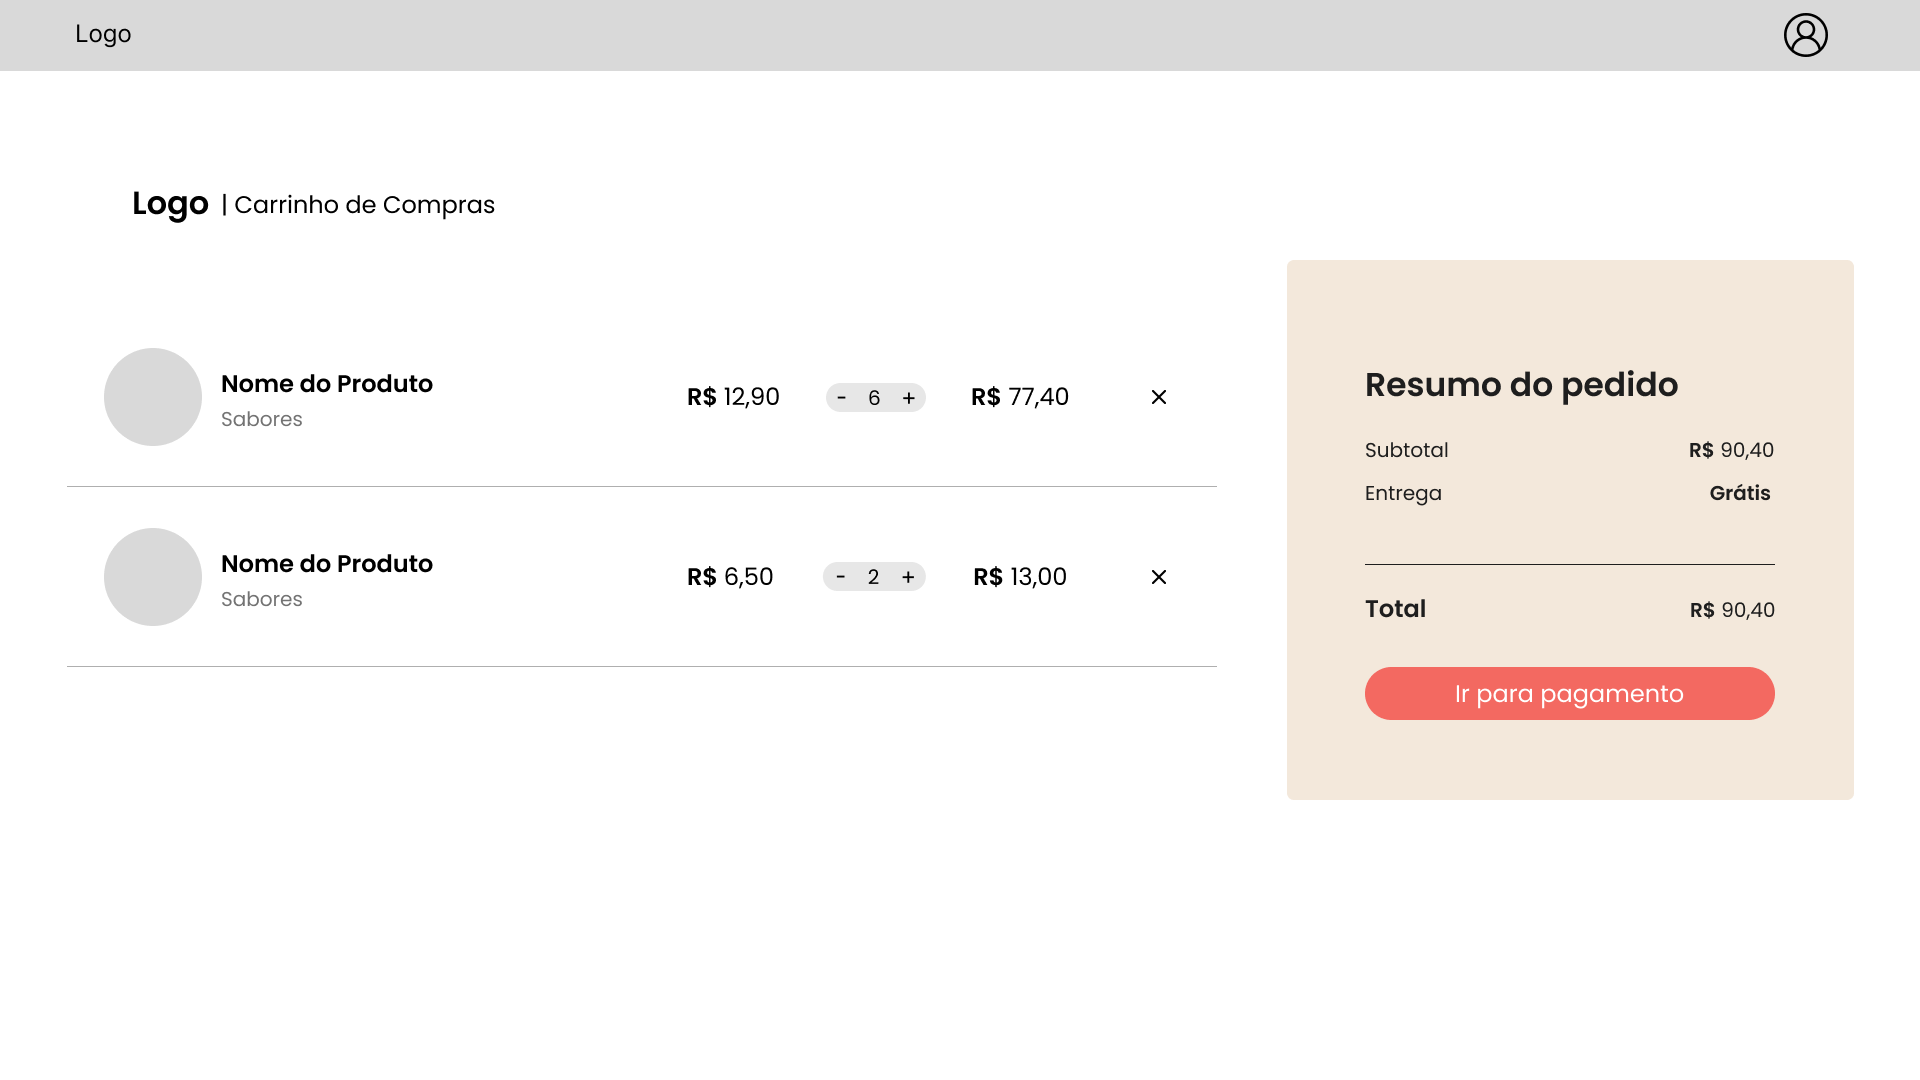 Logo
Logo | Carrinho de Compras
Nome do Produto
Sabores
R$ 12,90 - 6 + R$ 77,40 ×
Nome do Produto
Sabores
R$ 6,50 - 2 + R$ 13,00 ×
Resumo do pedido
Subtotal R$ 90,40
Entrega Grátis
Total R$ 90,40
Ir para pagamento